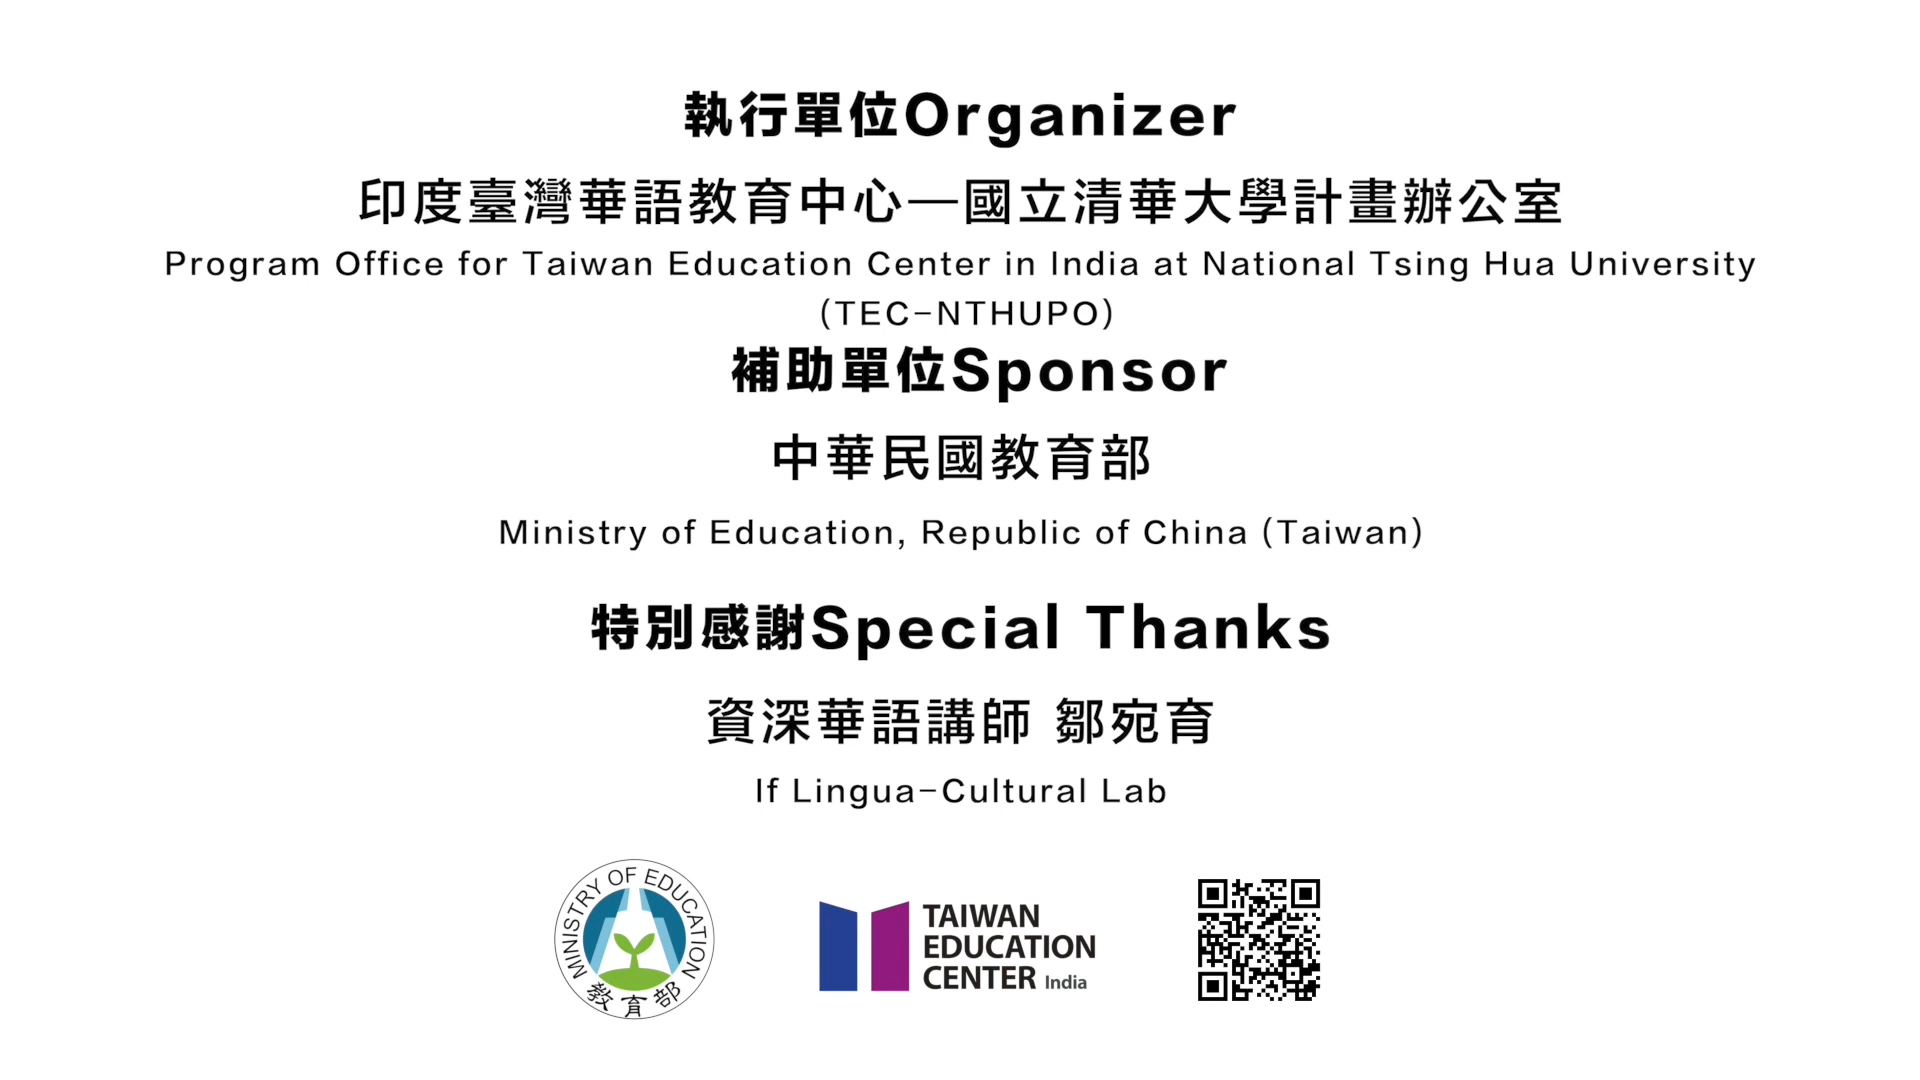 執行單位Organizer
印度臺灣華語教育中心—國立清華大學計畫辦公室
Program Office for Taiwan Education Center in India at National Tsing Hua University
(TEC-NTHUPO)
補助單位Sponsor
中華民國教育部
Ministry of Education, Republic of China (Taiwan)
特別感謝Special Thanks
資深華語講師 鄒宛育
If Lingua-Cultural Lab
MINISTRY OF EDUCATION
教育部
TAIWAN
EDUCATION
CENTER India